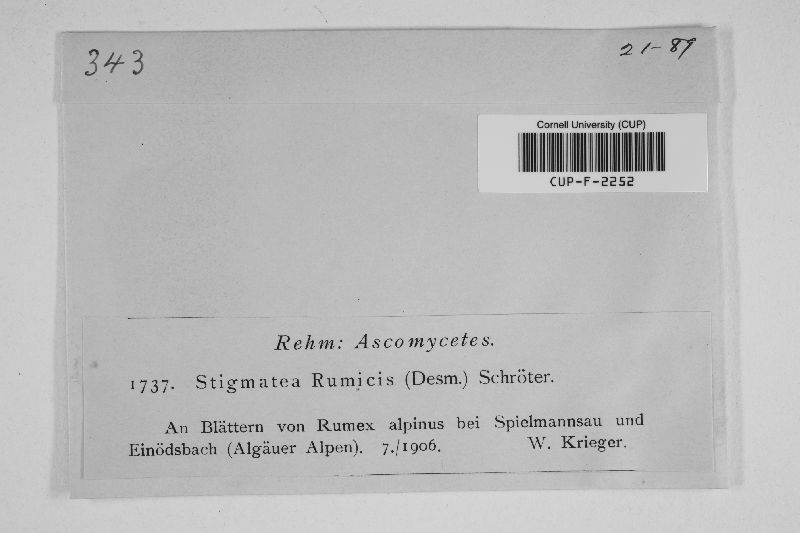 343
21-89
Cornell University (CUP)
CUP-F-2252
Rehm: Ascomycetes.
1737. Stigmatea Rumicis (Desm.) Schröter.
An Blättern von Rumex alpinus bei Spielmannsau und
Einödsbach (Algäuer Alpen). 7./1906. W. Krieger.